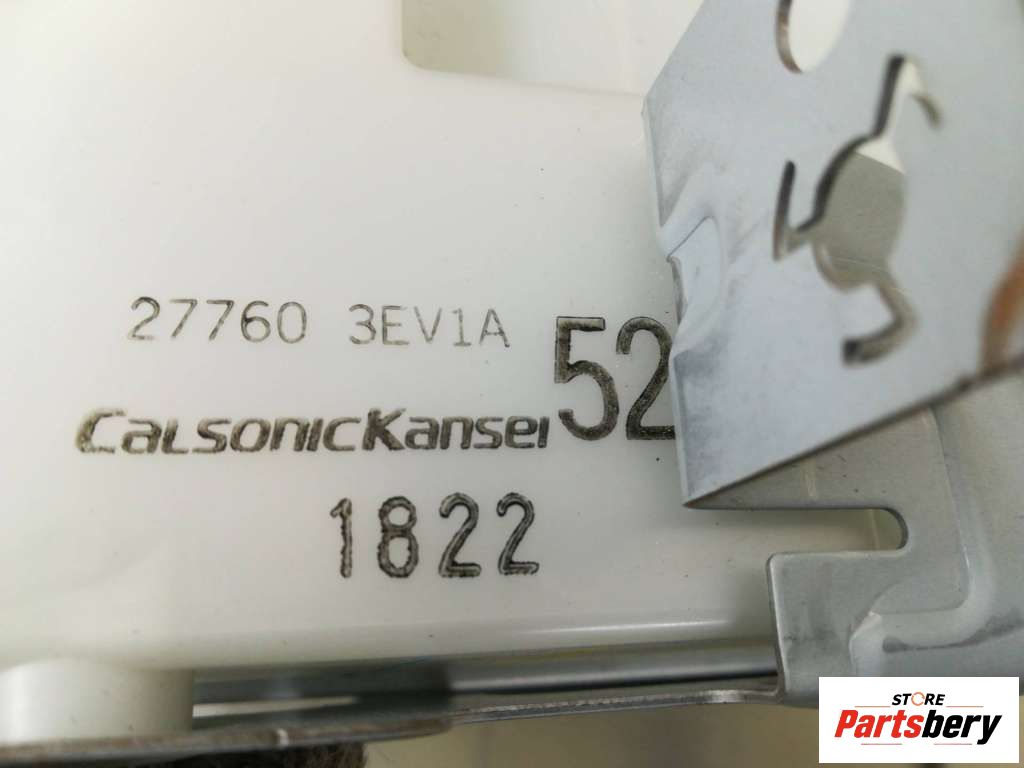 27760 3EV1A
52
CalsonicKansei
1822
STORE
Partsbery